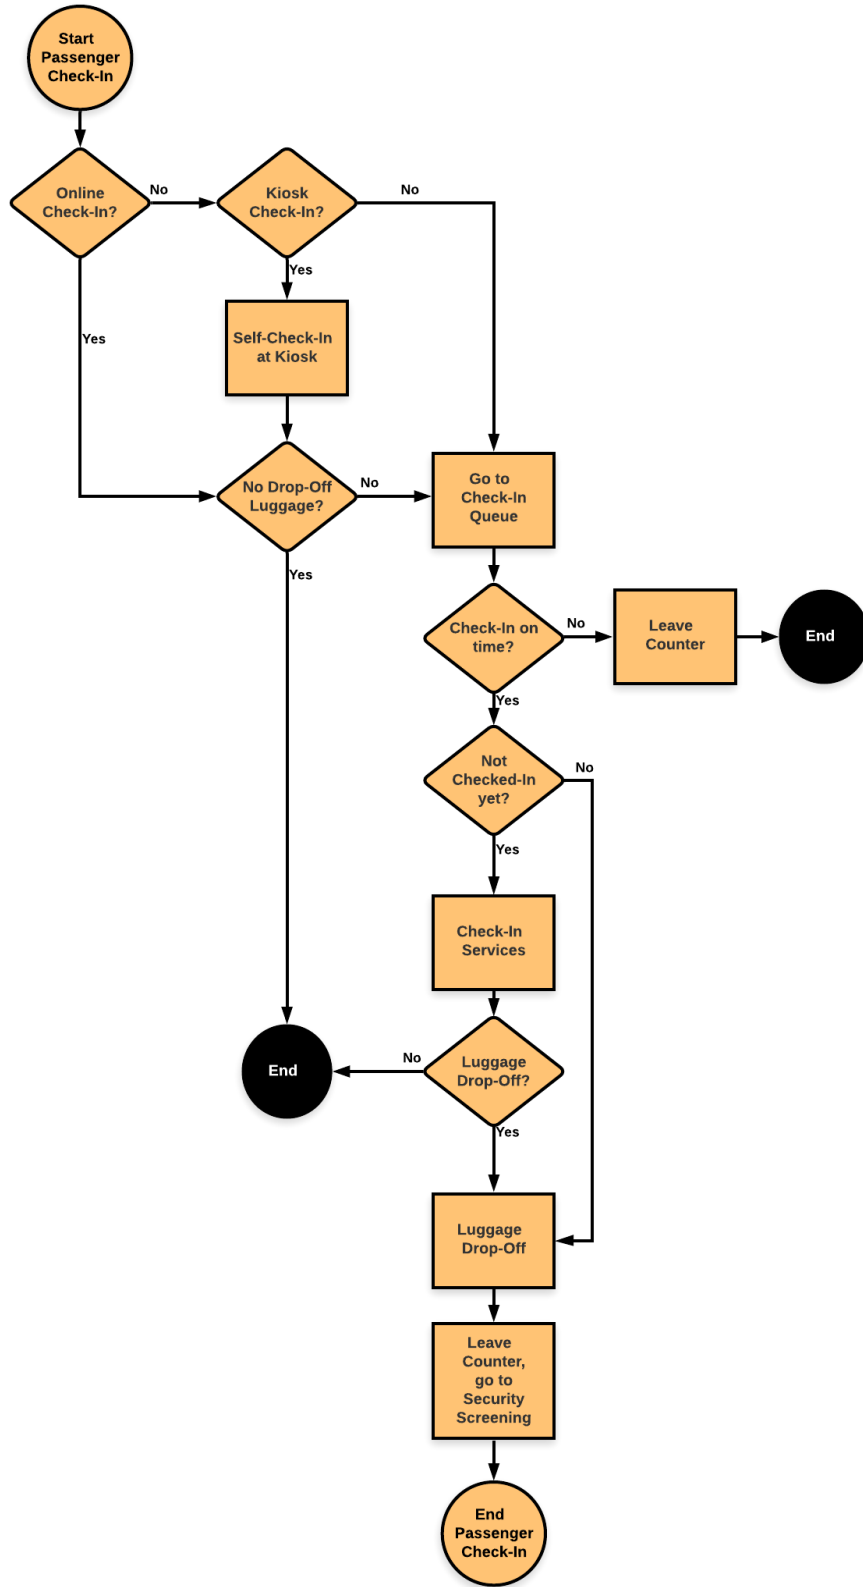 Start
Passenger
Check-In
Online
Check-In?
No
Kiosk
Check-In?
No
Yes
Yes
Self-Check-In
at Kiosk
No Drop-Off
Luggage?
No
Go to
Check-In
Queue
Yes
Check-In on
time?
No
Leave
Counter
End
Yes
Not
Checked-In
yet?
No
Yes
Check-In
Services
End
No
Luggage
Drop-Off?
Yes
Luggage
Drop-Off
Leave
Counter,
go to
Security
Screening
End
Passenger
Check-In